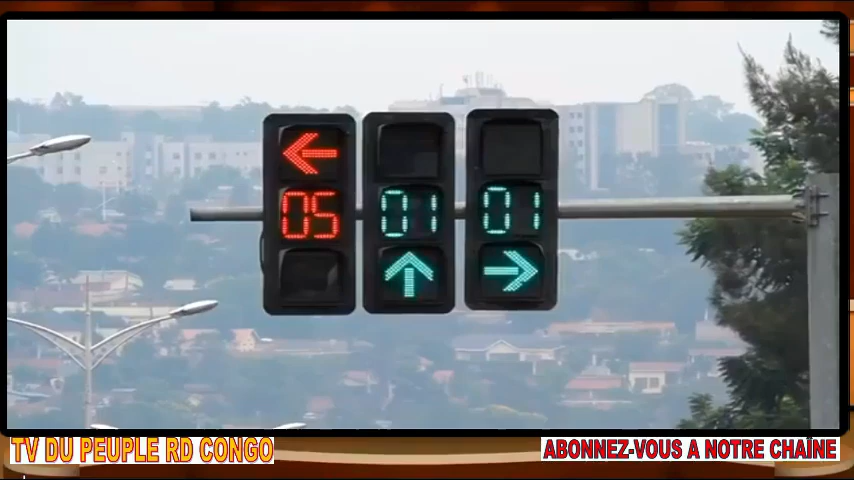 05 01 01
TV DU PEUPLE RD CONGO
ABONNEZ-VOUS A NOTRE CHAÎNE